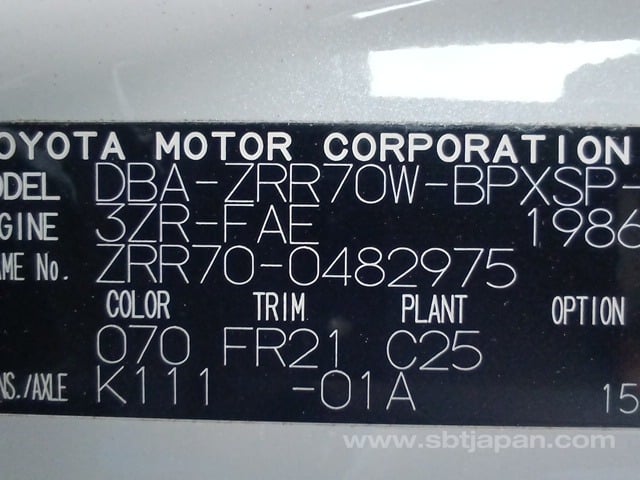 OYOTA MOTOR CORPORATION
ODEL DBA-ZRR70W-BPXSP-
GINE 3ZR-FAE 1986
AME No. ZRR70-0482975
COLOR TRIM PLANT OPTION
070 FR21 C25
NS./AXLE K111 -01A 15
www.sbtjapan.com